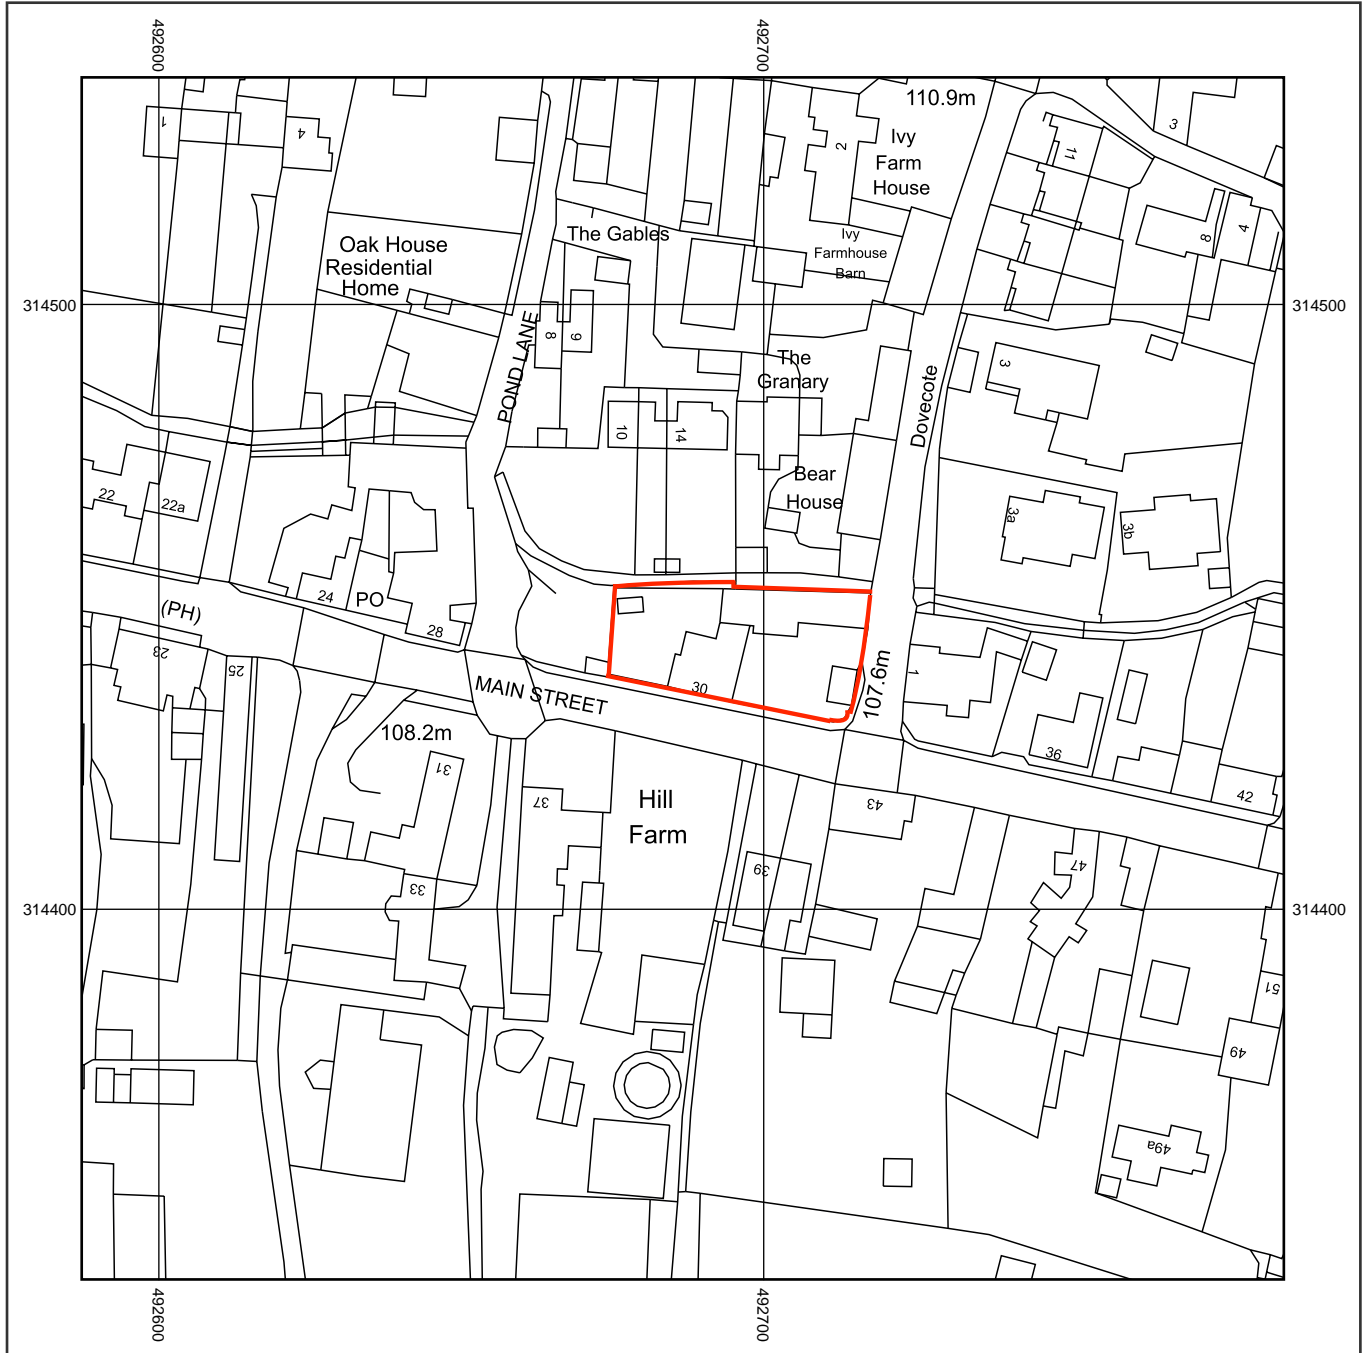 492600
492700
110.9m
3
1
4
2
Ivy
Farm
House
11
8
4
The Gables
Ivy
Farmhouse
Barn
Oak House
Residential
Home
314500
314500
POND LANE
8
9
The
Granary
3
Dovecote
10
14
Bear
House
22
22a
3a
3b
(PH)
24
PO
28
23
25
MAIN STREET
30
107.6m
1
36
42
108.2m
31
37
Hill
Farm
43
39
47
33
314400
314400
51
49
49a
492600
492700